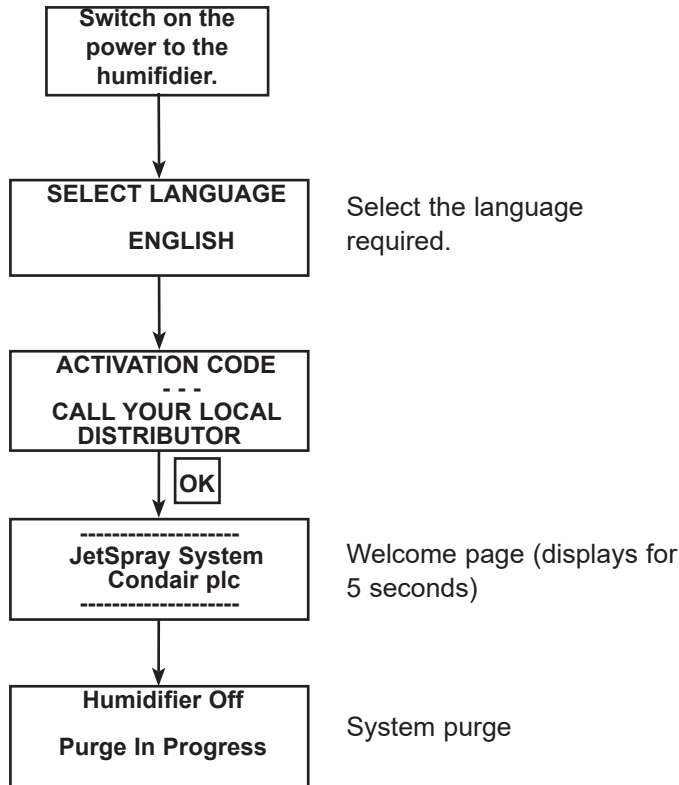 Switch on the
power to the
humifidier.
SELECT LANGUAGE
ENGLISH
Select the language
required.
ACTIVATION CODE
- - -
CALL YOUR LOCAL
DISTRIBUTOR
OK
--------------------
JetSpray System
Condair plc
--------------------
Welcome page (displays for
5 seconds)
Humidifier Off
Purge In Progress
System purge